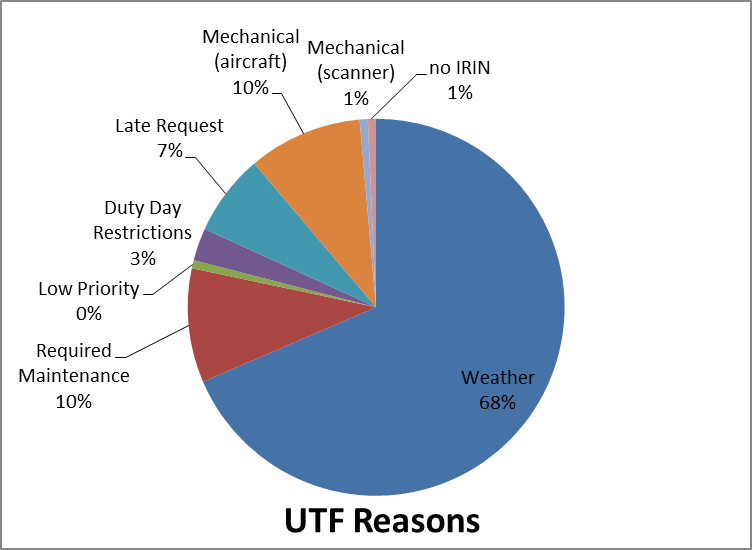 Mechanical
(aircraft)
10%
Mechanical
(scanner)
1%
no IRIN
1%
Late Request
7%
Duty Day
Restrictions
3%
Low Priority
0%
Required
Maintenance
10%
Weather
68%
UTF Reasons